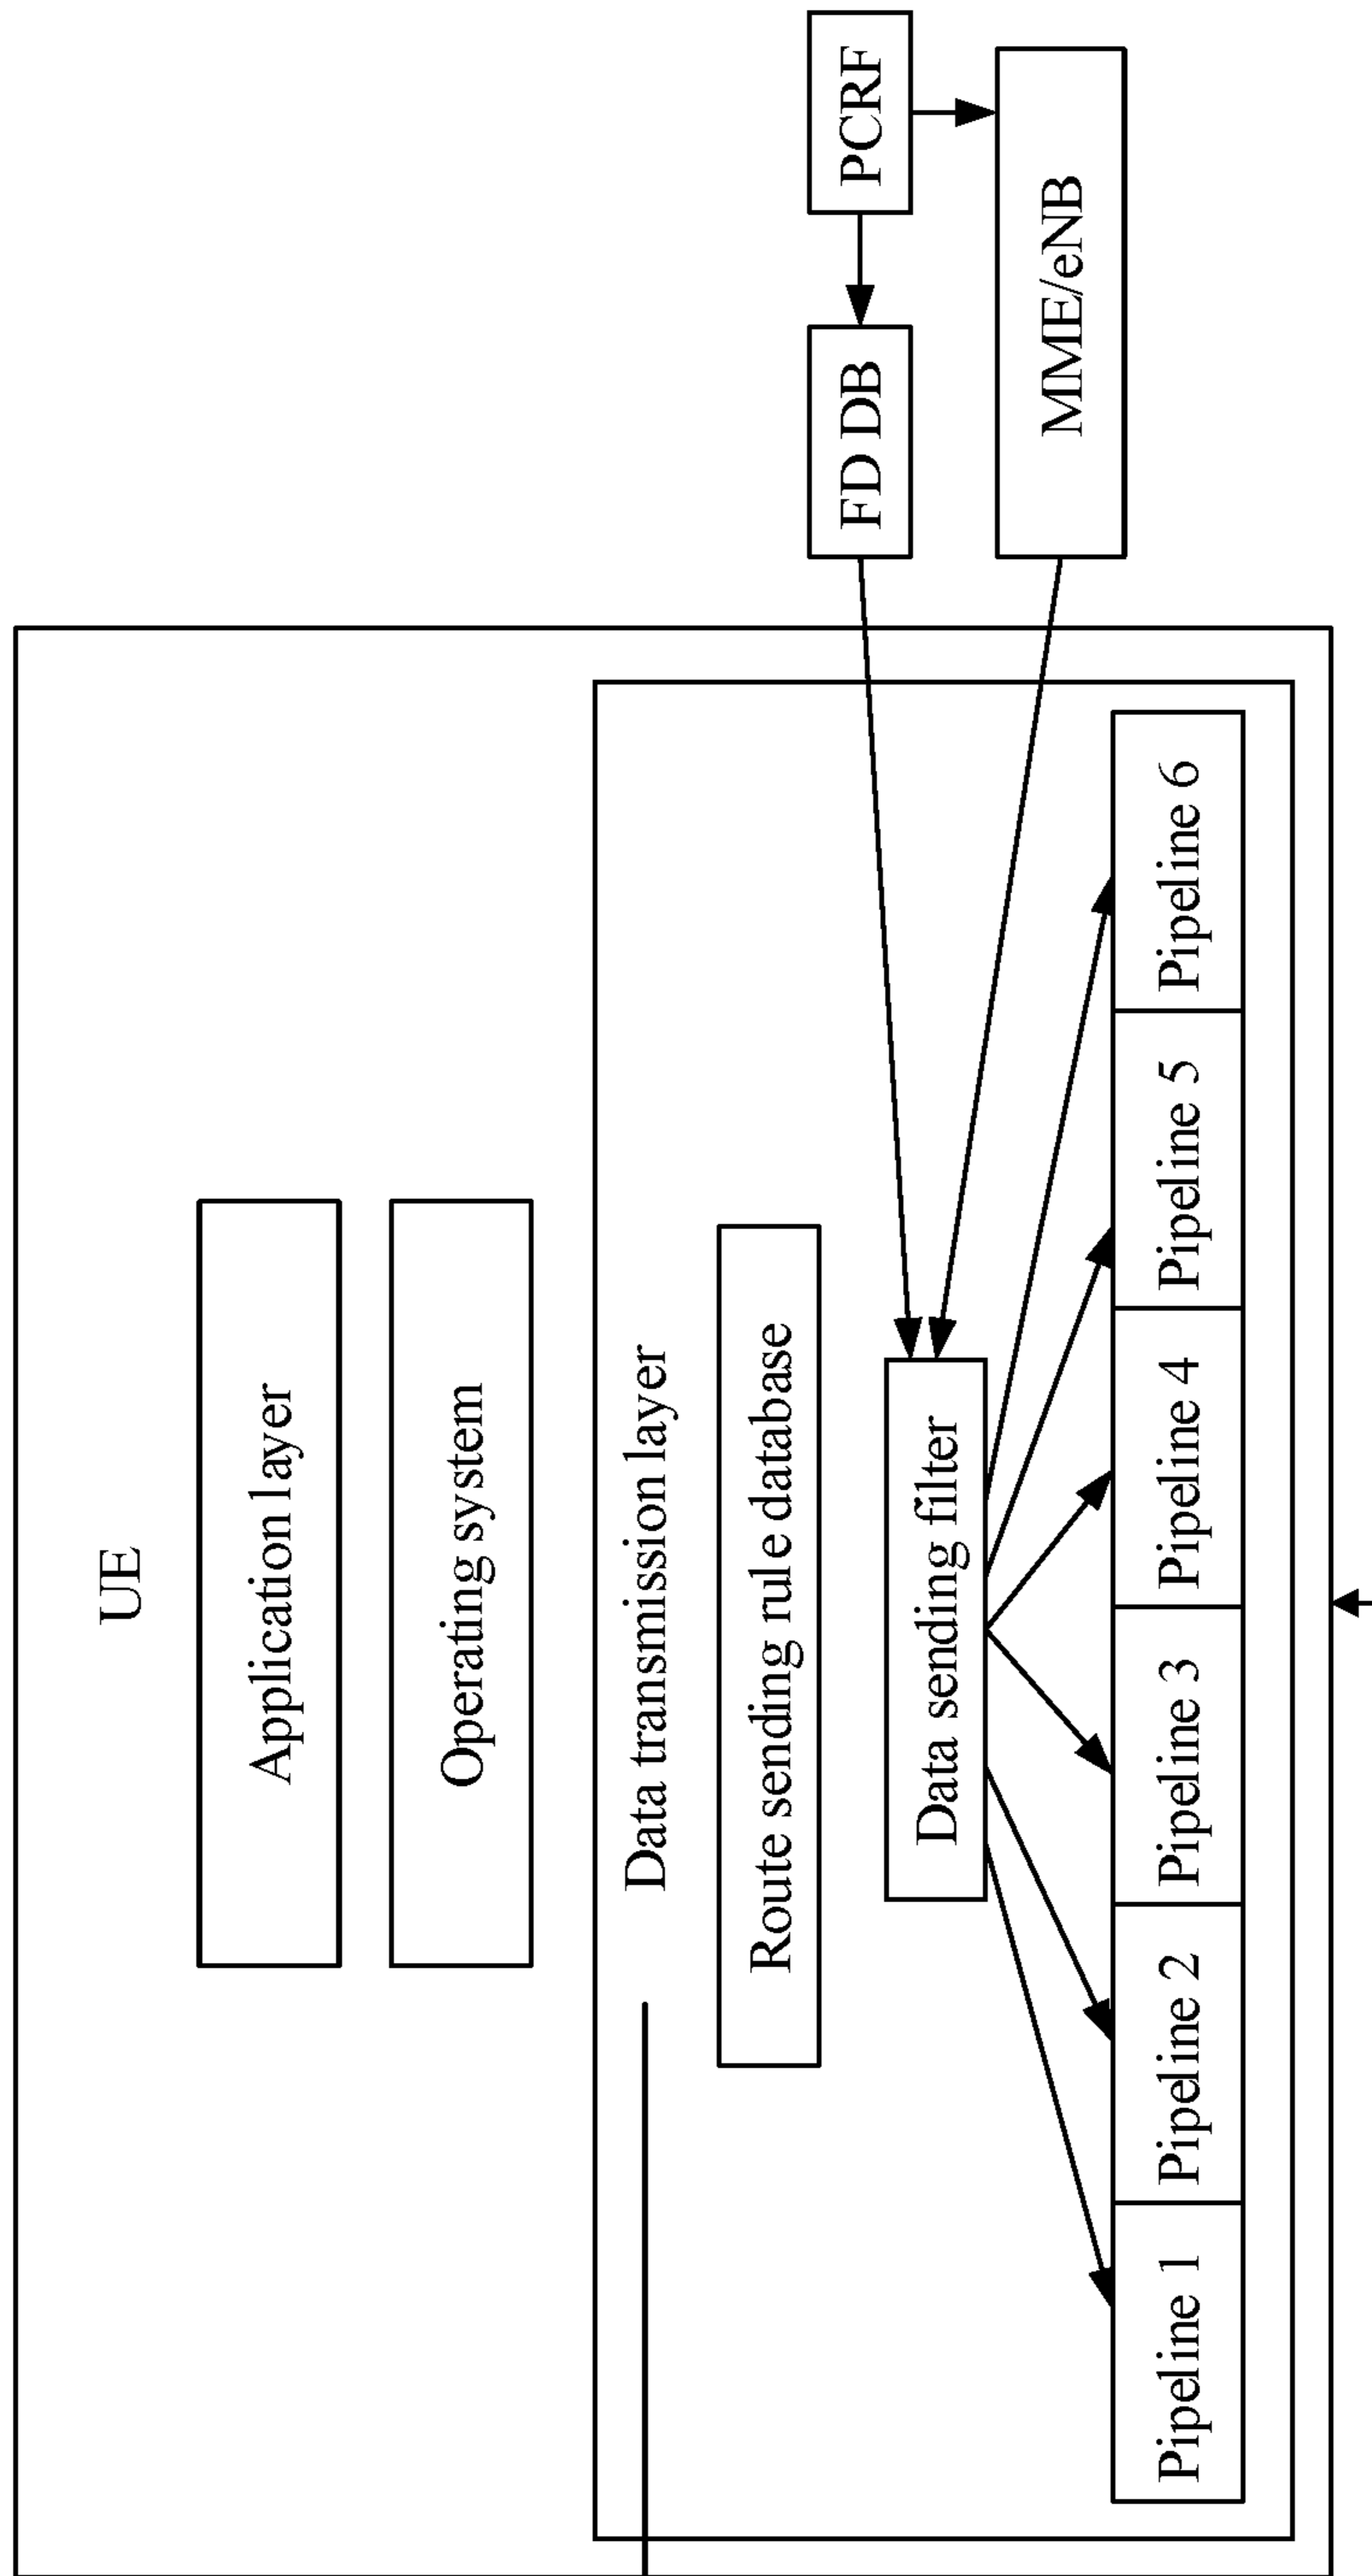 UE
Application layer
Operating system
Data transmission layer
Route sending rule database
Data sending filter
Pipeline 1
Pipeline 2
Pipeline 3
Pipeline 4
Pipeline 5
Pipeline 6
FD DB
PCRF
MME/eNB